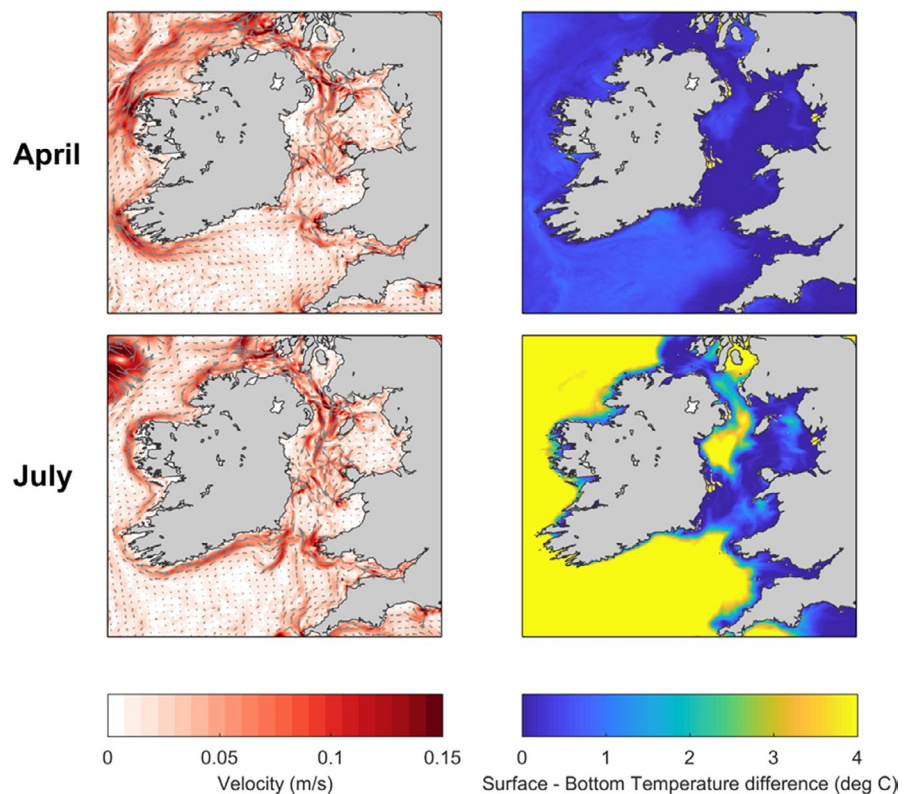 April
July
0 0.05 0.1 0.15
Velocity (m/s)
0 1 2 3 4
Surface - Bottom Temperature difference (deg C)